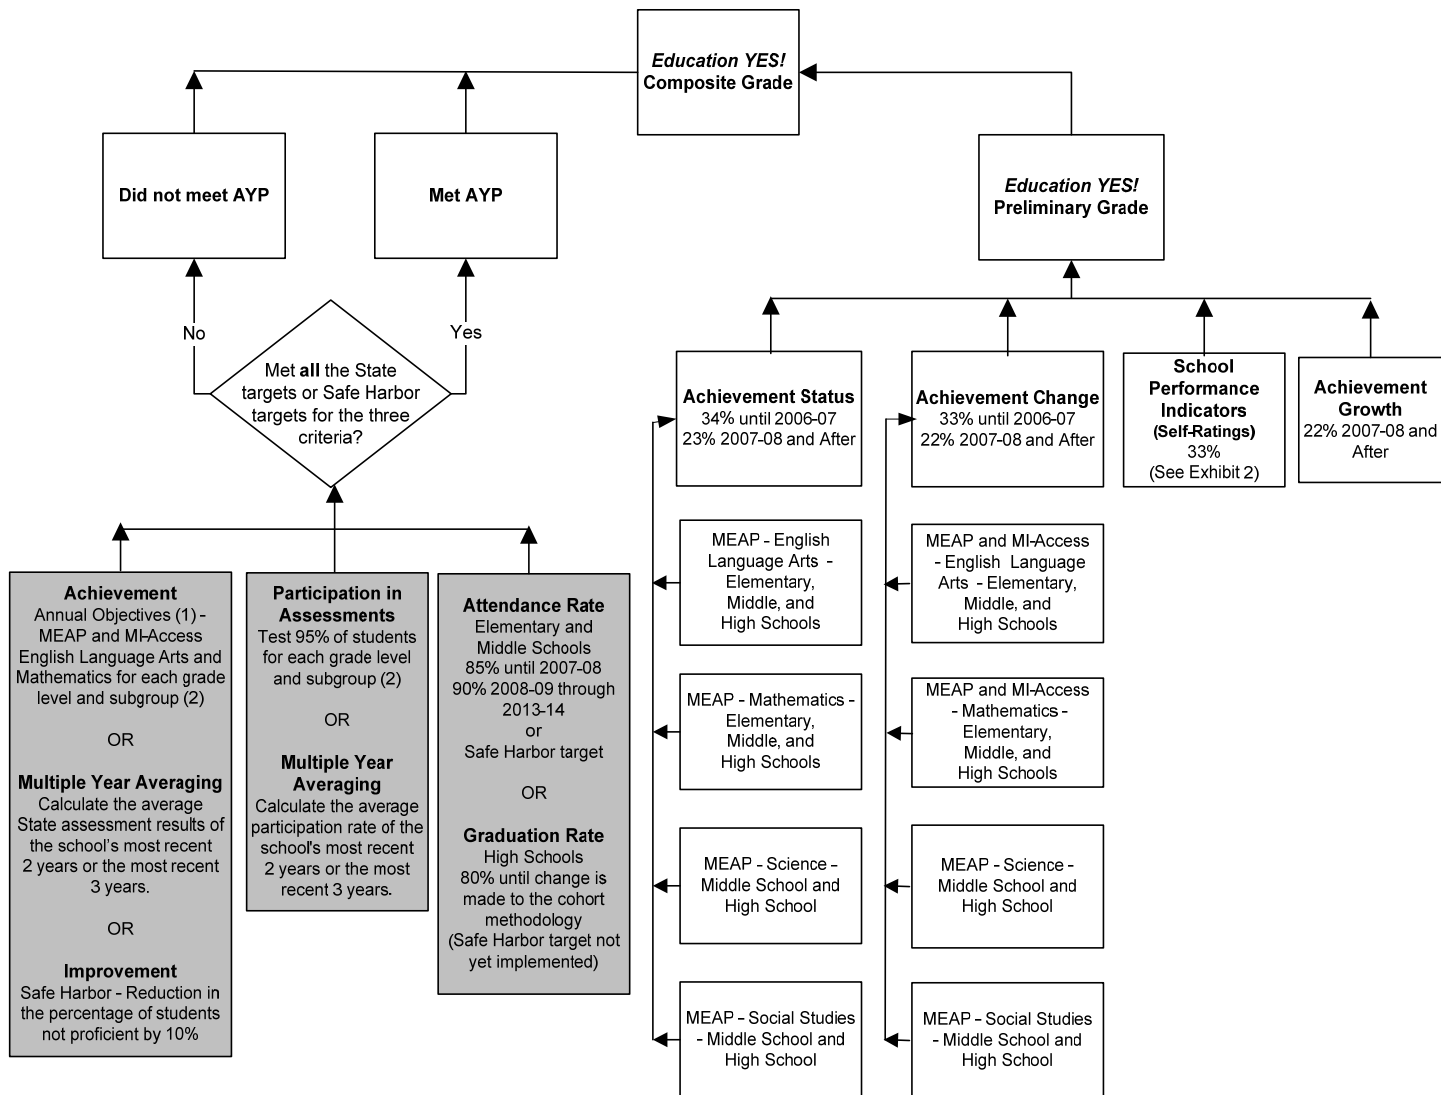 Education YES!
Composite Grade
Did not meet AYP
Met AYP
Education YES!
Preliminary Grade
No
Yes
Met all the State
targets or Safe Harbor
targets for the three
criteria?
Achievement Status
34% until 2006-07
23% 2007-08 and After
Achievement Change
33% until 2006-07
22% 2007-08 and After
School
Performance
Indicators
(Self-Ratings)
33%
(See Exhibit 2)
Achievement
Growth
22% 2007-08 and
After
Achievement
Annual Objectives (1) -
MEAP and MI-Access
English Language Arts and
Mathematics for each grade
level and subgroup (2)
OR
Multiple Year Averaging
Calculate the average
State assessment results of
the school's most recent
2 years or the most recent
3 years.
OR
Improvement
Safe Harbor - Reduction in
the percentage of students
not proficient by 10%
Participation in
Assessments
Test 95% of students
for each grade level
and subgroup (2)
OR
Multiple Year
Averaging
Calculate the average
participation rate of the
school's most recent
2 years or the most
recent 3 years.
Attendance Rate
Elementary and
Middle Schools
85% until 2007-08
90% 2008-09 through
2013-14
or
Safe Harbor target
OR
Graduation Rate
High Schools
80% until change is
made to the cohort
methodology
(Safe Harbor target not
yet implemented)
MEAP - English
Language Arts -
Elementary,
Middle, and
High Schools
MEAP - Mathematics -
Elementary,
Middle, and
High Schools
MEAP - Science -
Middle School and
High School
MEAP - Social Studies
- Middle School and
High School
MEAP and MI-Access
- English Language
Arts - Elementary,
Middle, and
High Schools
MEAP and MI-Access
- Mathematics -
Elementary,
Middle, and
High Schools
MEAP - Science -
Middle School and
High School
MEAP - Social Studies
- Middle School and
High School